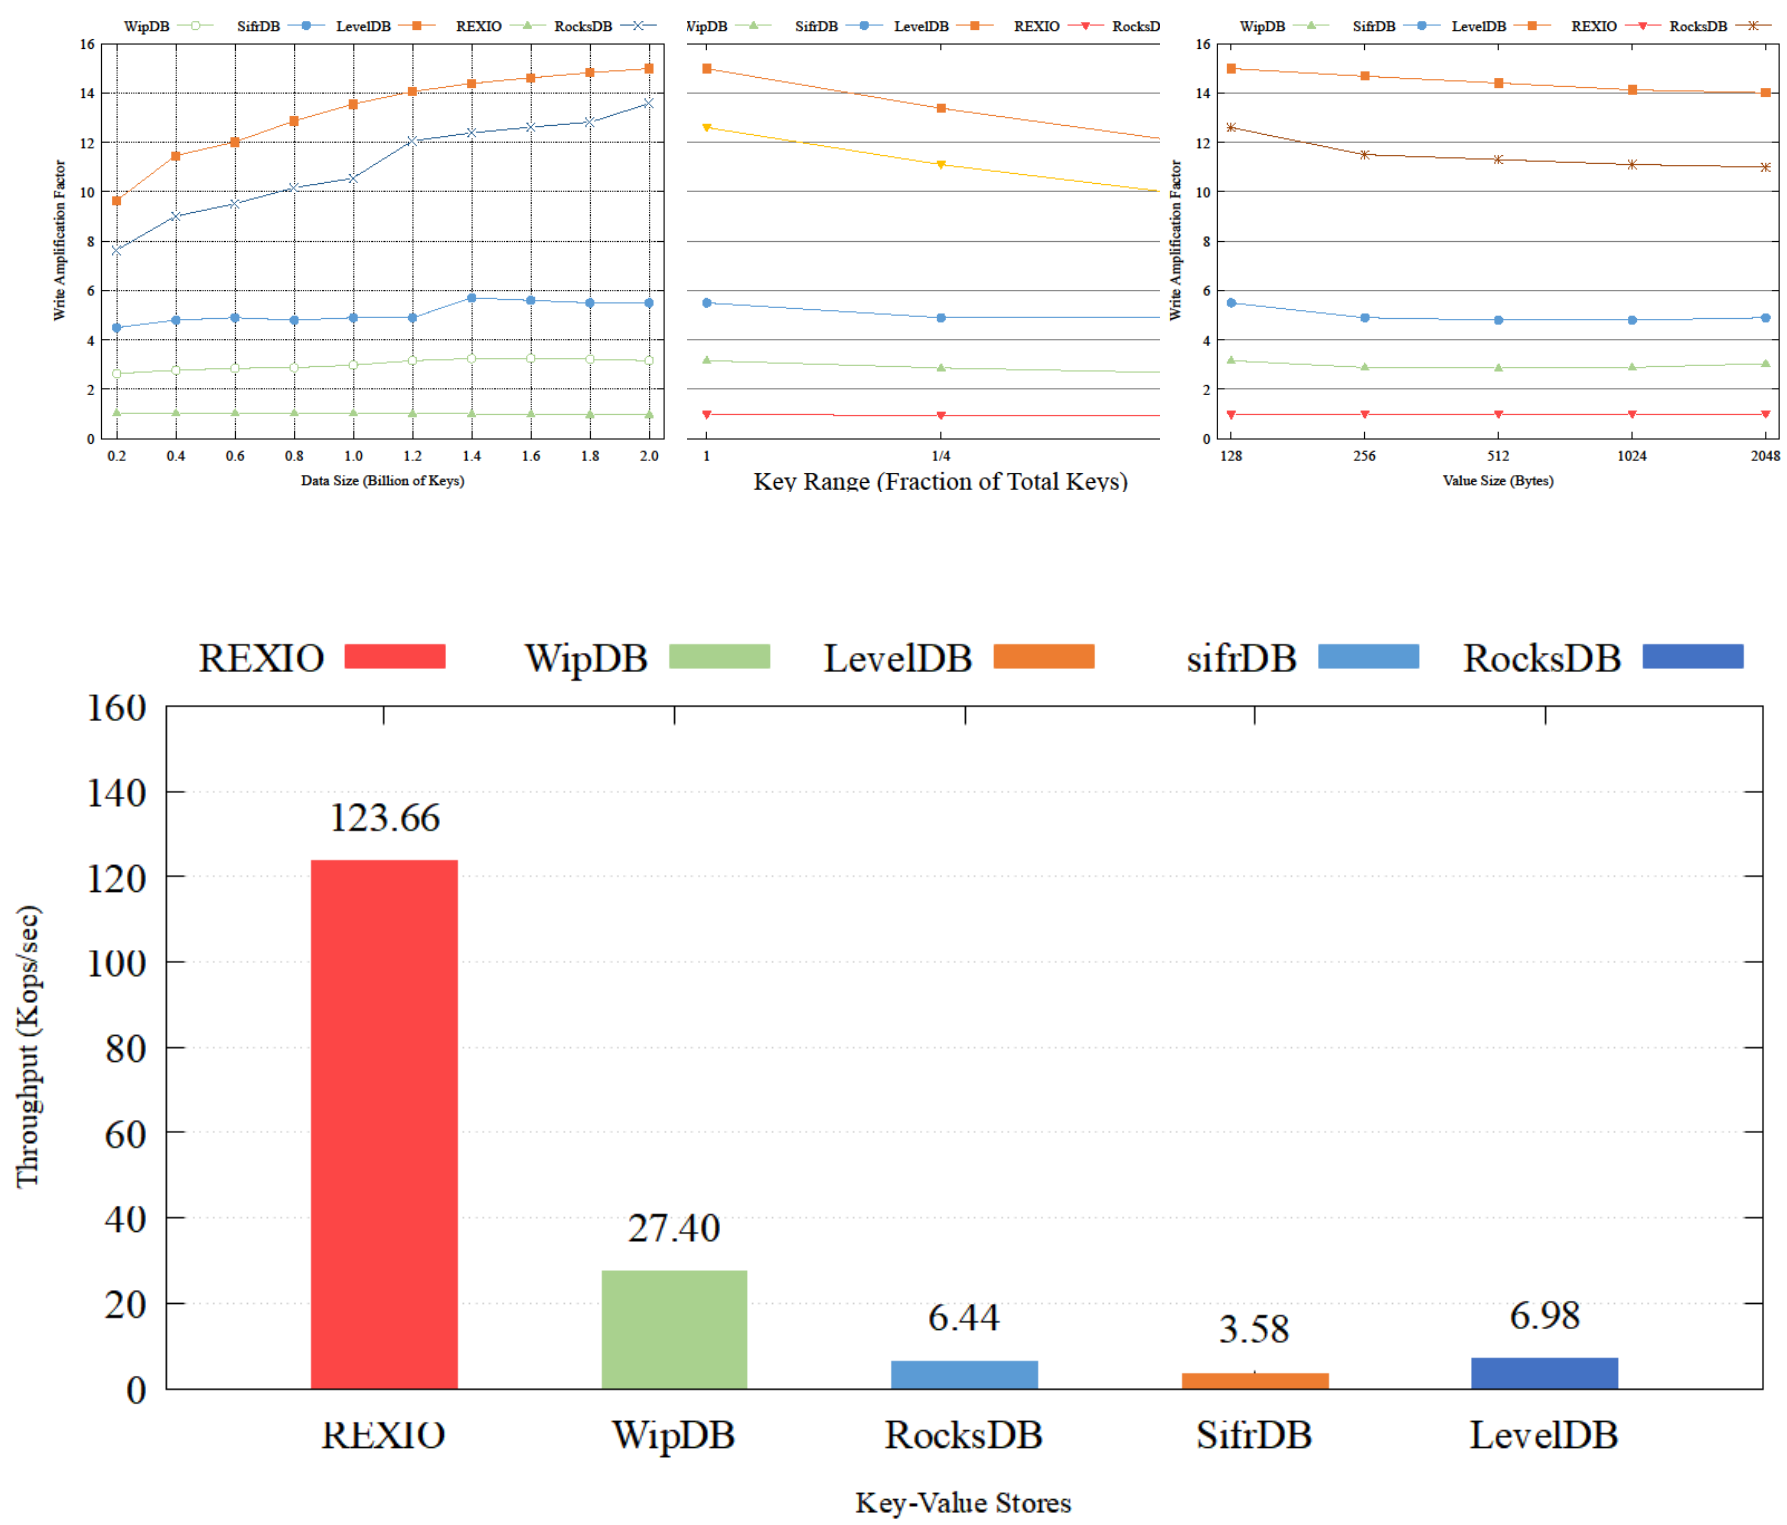 WipDB SifrDB LevelDB REXIO RocksDB
16
14
12
10
8
6
4
2
0
Write Amplification Factor
0.2 0.4 0.6 0.8 1.0 1.2 1.4 1.6 1.8 2.0
Data Size (Billion of Keys)
WipDB SifrDB LevelDB REXIO RocksD
1 1/4
Key Range (Fraction of Total Keys)
WipDB SifrDB LevelDB REXIO RocksDB
16
14
12
10
8
6
4
2
0
Write Amplification Factor
128 256 512 1024 2048
Value Size (Bytes)
REXIO WipDB LevelDB sifrDB RocksDB
160
140
120
100
80
60
40
20
0
Throughput (Kops/sec)
123.66
27.40
6.44
3.58
6.98
REXIO WipDB RocksDB SifrDB LevelDB
Key-Value Stores